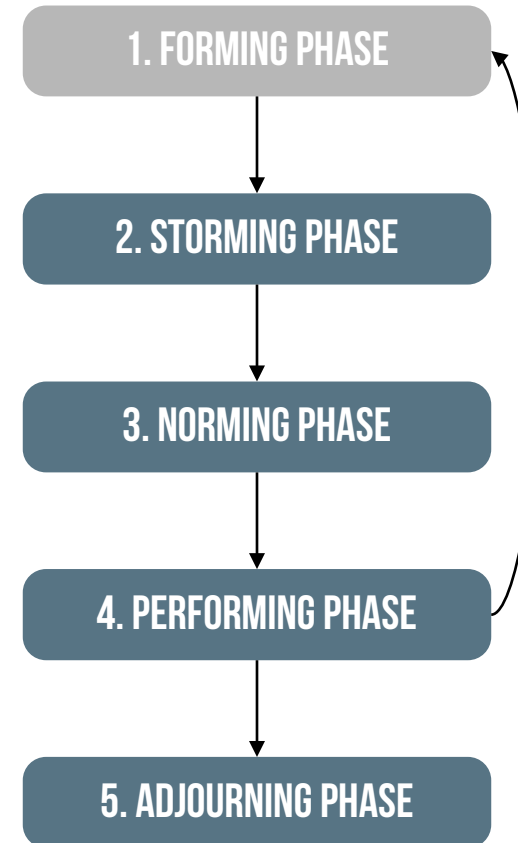 1. FORMING PHASE
2. STORMING PHASE
3. NORMING PHASE
4. PERFORMING PHASE
5. ADJOURNING PHASE